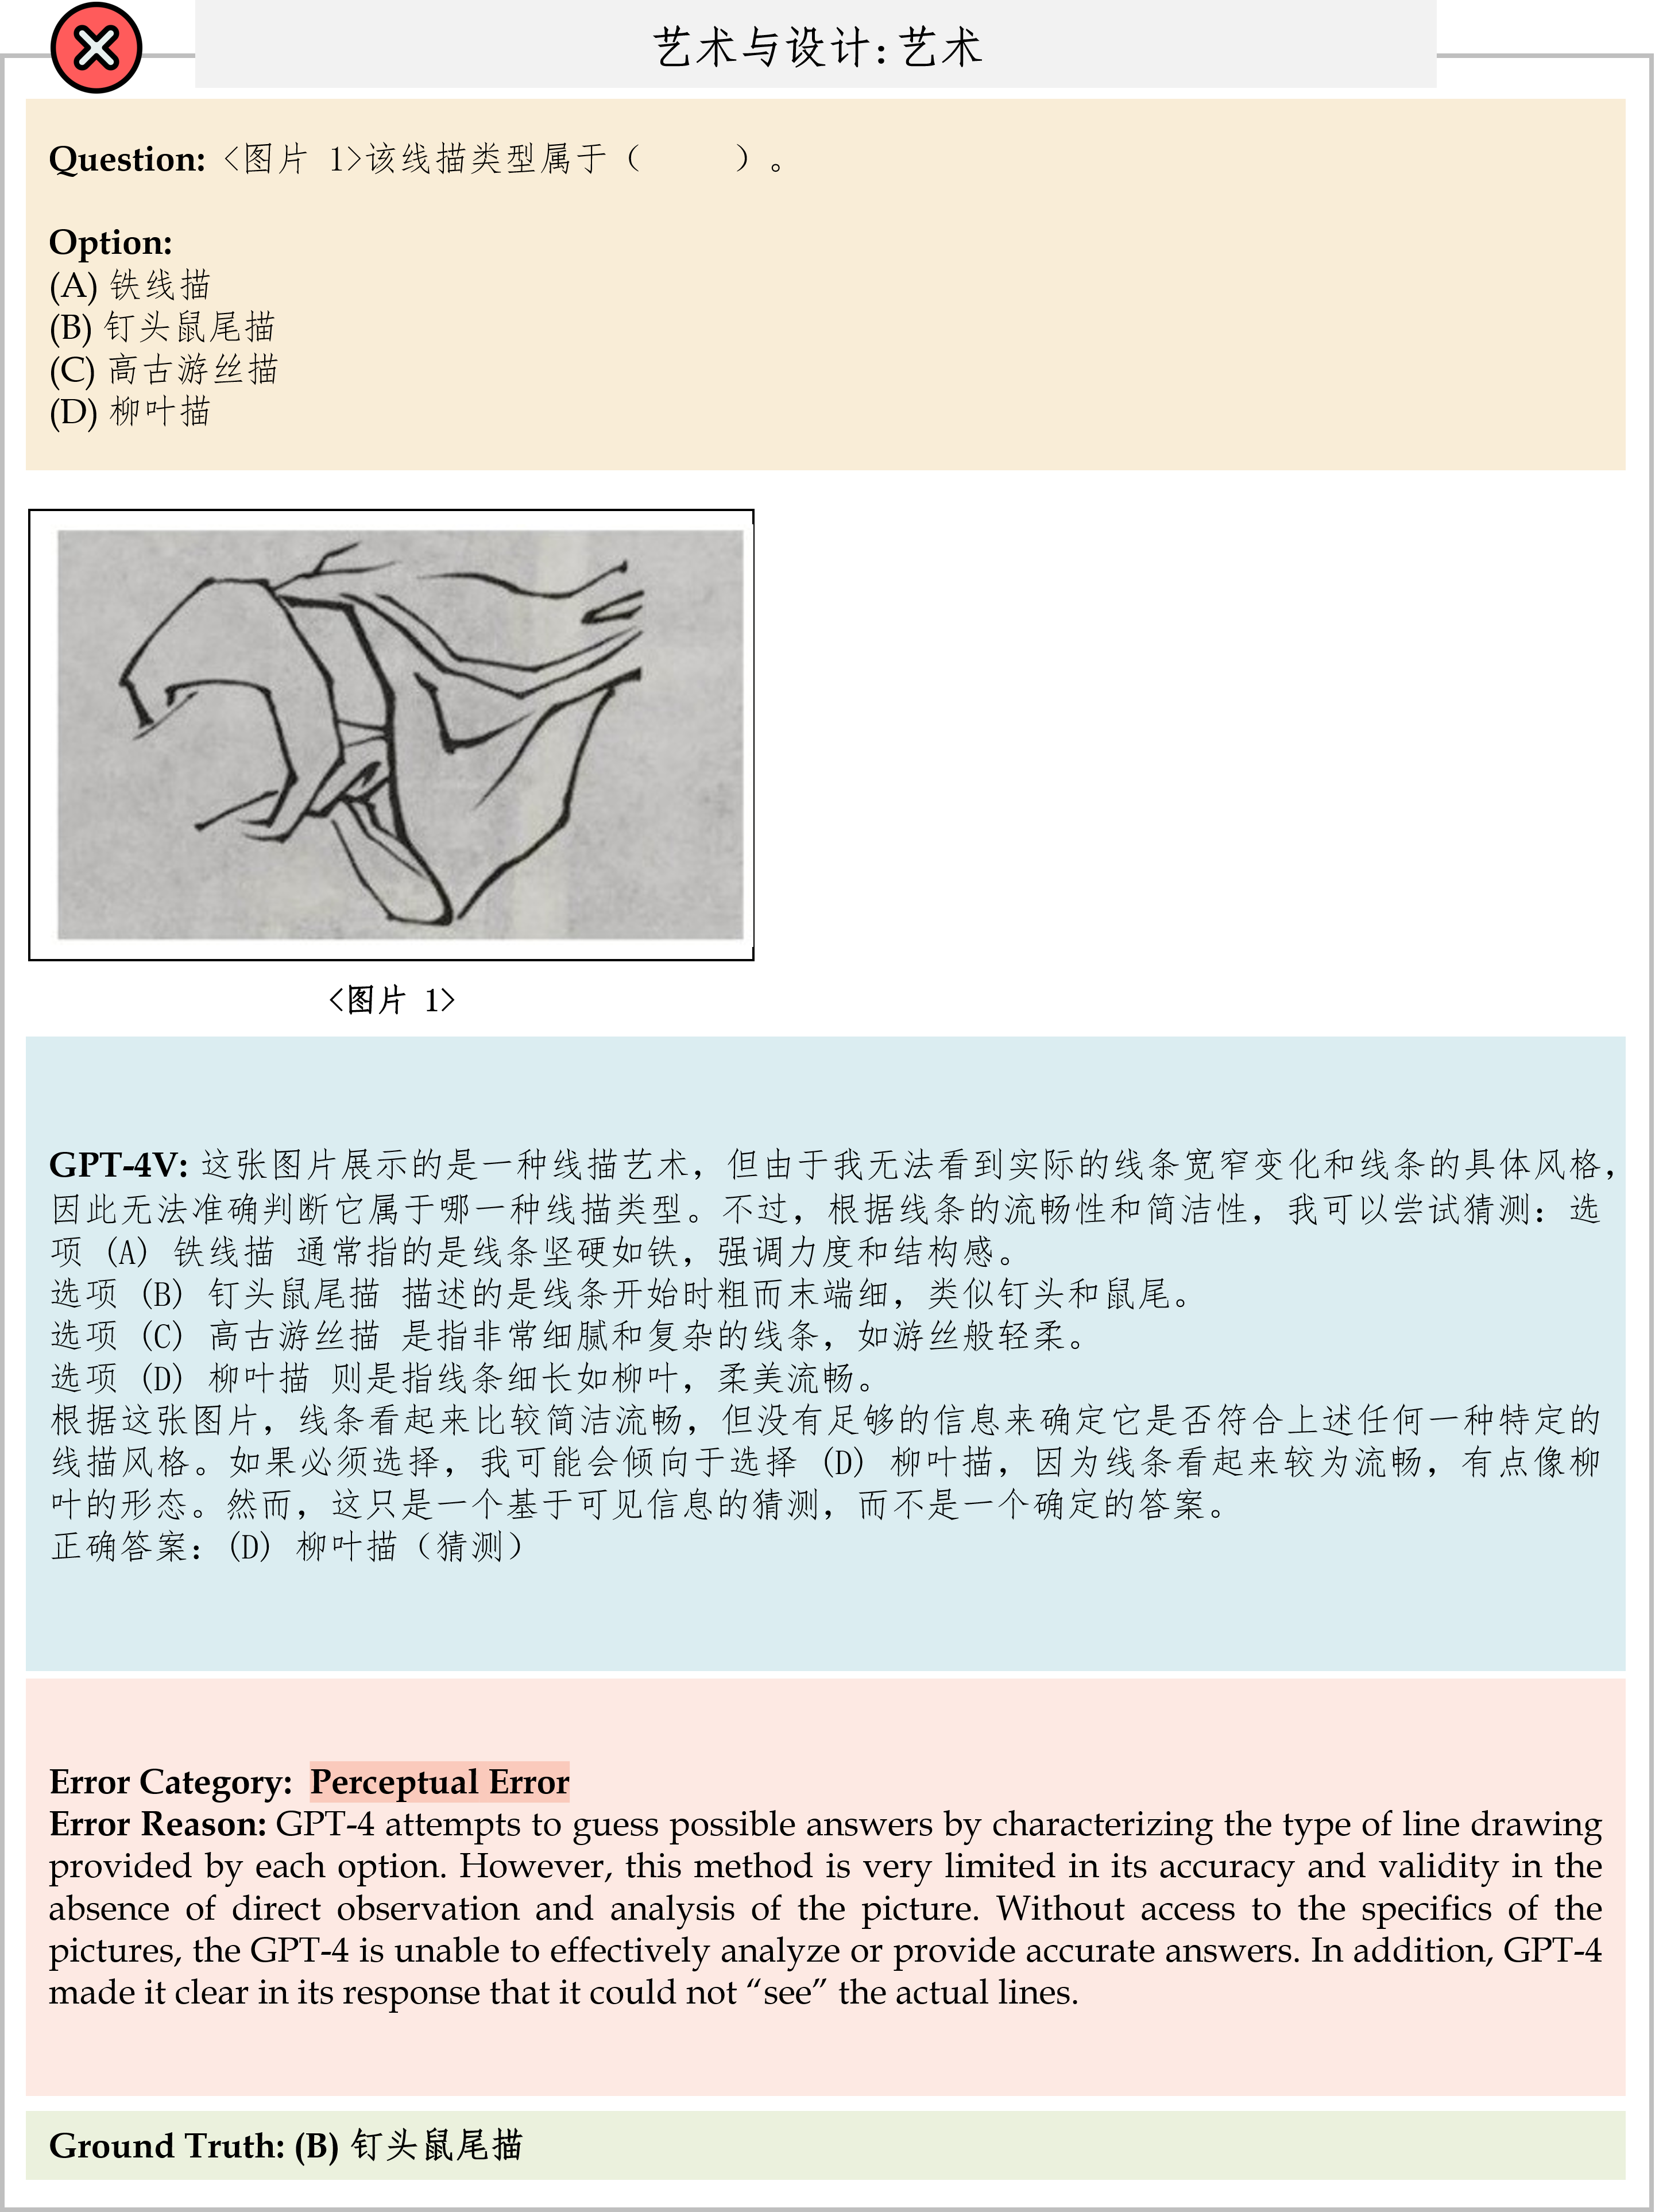 艺术与设计：艺术
Question: <图片 1>该线描类型属于（　　）。
Option:
(A) 铁线描
(B) 钉头鼠尾描
(C) 高古游丝描
(D) 柳叶描
<图片 1>
GPT-4V: 这张图片展示的是一种线描艺术，但由于我无法看到实际的线条宽窄变化和线条的具体风格，
因此无法准确判断它属于哪一种线描类型。不过，根据线条的流畅性和简洁性，我可以尝试猜测：选
项 (A) 铁线描 通常指的是线条坚硬如铁，强调力度和结构感。
选项 (B) 钉头鼠尾描 描述的是线条开始时粗而末端细，类似钉头和鼠尾。
选项 (C) 高古游丝描 是指非常细腻和复杂的线条，如游丝般轻柔。
选项 (D) 柳叶描 则是指线条细长如柳叶，柔美流畅。
根据这张图片，线条看起来比较简洁流畅，但没有足够的信息来确定它是否符合上述任何一种特定的
线描风格。如果必须选择，我可能会倾向于选择 (D) 柳叶描，因为线条看起来较为流畅，有点像柳
叶的形态。然而，这只是一个基于可见信息的猜测，而不是一个确定的答案。
正确答案：(D) 柳叶描（猜测）
Error Category: Perceptual Error
Error Reason: GPT-4 attempts to guess possible answers by characterizing the type of line drawing
provided by each option. However, this method is very limited in its accuracy and validity in the
absence of direct observation and analysis of the picture. Without access to the specifics of the
pictures, the GPT-4 is unable to effectively analyze or provide accurate answers. In addition, GPT-4
made it clear in its response that it could not “see” the actual lines.
Ground Truth: (B) 钉头鼠尾描